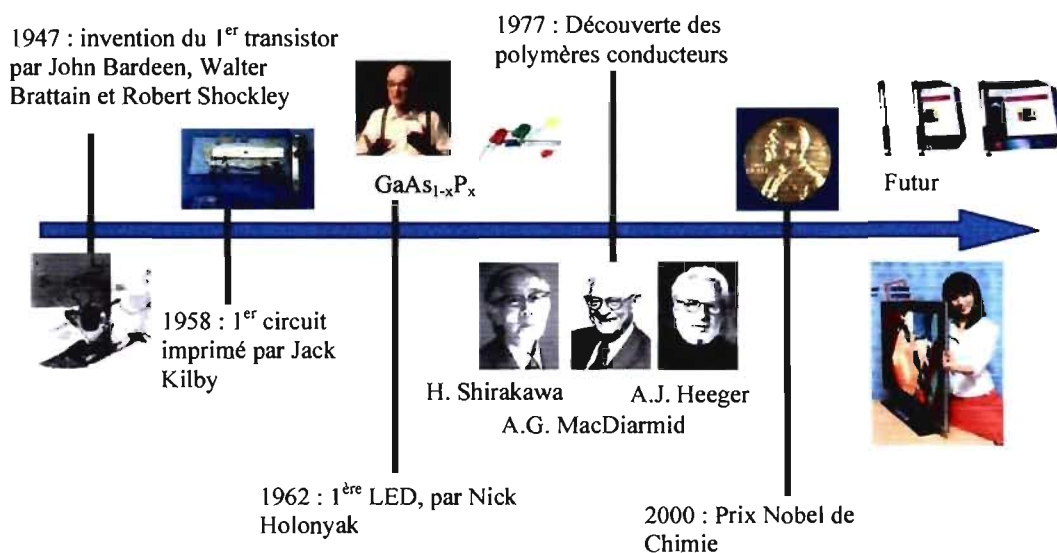 1947 : invention du 1er transistor
par John Bardeen, Walter
Brattain et Robert Shockley
1977 : Découverte des
polymères conducteurs
GaAs1-xPx
Futur
1958 : 1er circuit
imprimé par Jack
Kilby
H. Shirakawa
A.J. Heeger
A.G. MacDiarmid
1962 : 1ère LED, par Nick
Holonyak
2000 : Prix Nobel de
Chimie